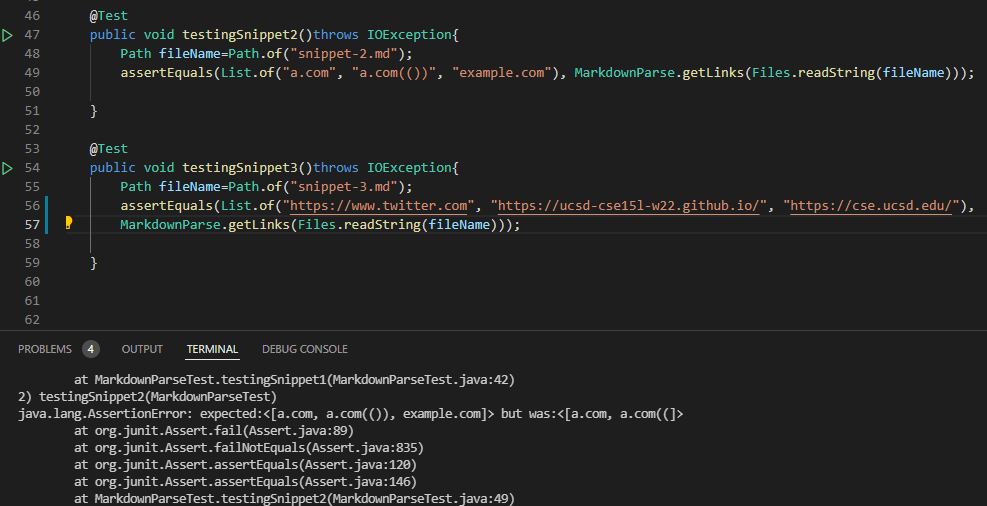 46 @Test
47 public void testingSnippet2()throws IOException{
48 Path fileName=Path.of("snippet-2.md");
49 assertEquals(List.of("a.com", "a.com(())", "example.com"), MarkdownParse.getLinks(Files.readString(fileName)));
50
51 }
52
53 @Test
54 public void testingSnippet3()throws IOException{
55 Path fileName=Path.of("snippet-3.md");
56 assertEquals(List.of("https://www.twitter.com", "https://ucsd-cse15l-w22.github.io/", "https://cse.ucsd.edu/"),
57 MarkdownParse.getLinks(Files.readString(fileName)));
58
59 }
60
61
62
PROBLEMS 4 OUTPUT TERMINAL DEBUG CONSOLE
at MarkdownParseTest.testingSnippet1(MarkdownParseTest.java:42)
2) testingSnippet2(MarkdownParseTest)
java.lang.AssertionError: expected:<[a.com, a.com(()), example.com]> but was:<[a.com, a.com((]>
at org.junit.Assert.fail(Assert.java:89)
at org.junit.Assert.failNotEquals(Assert.java:835)
at org.junit.Assert.assertEquals(Assert.java:120)
at org.junit.Assert.assertEquals(Assert.java:146)
at MarkdownParseTest.testingSnippet2(MarkdownParseTest.java:49)